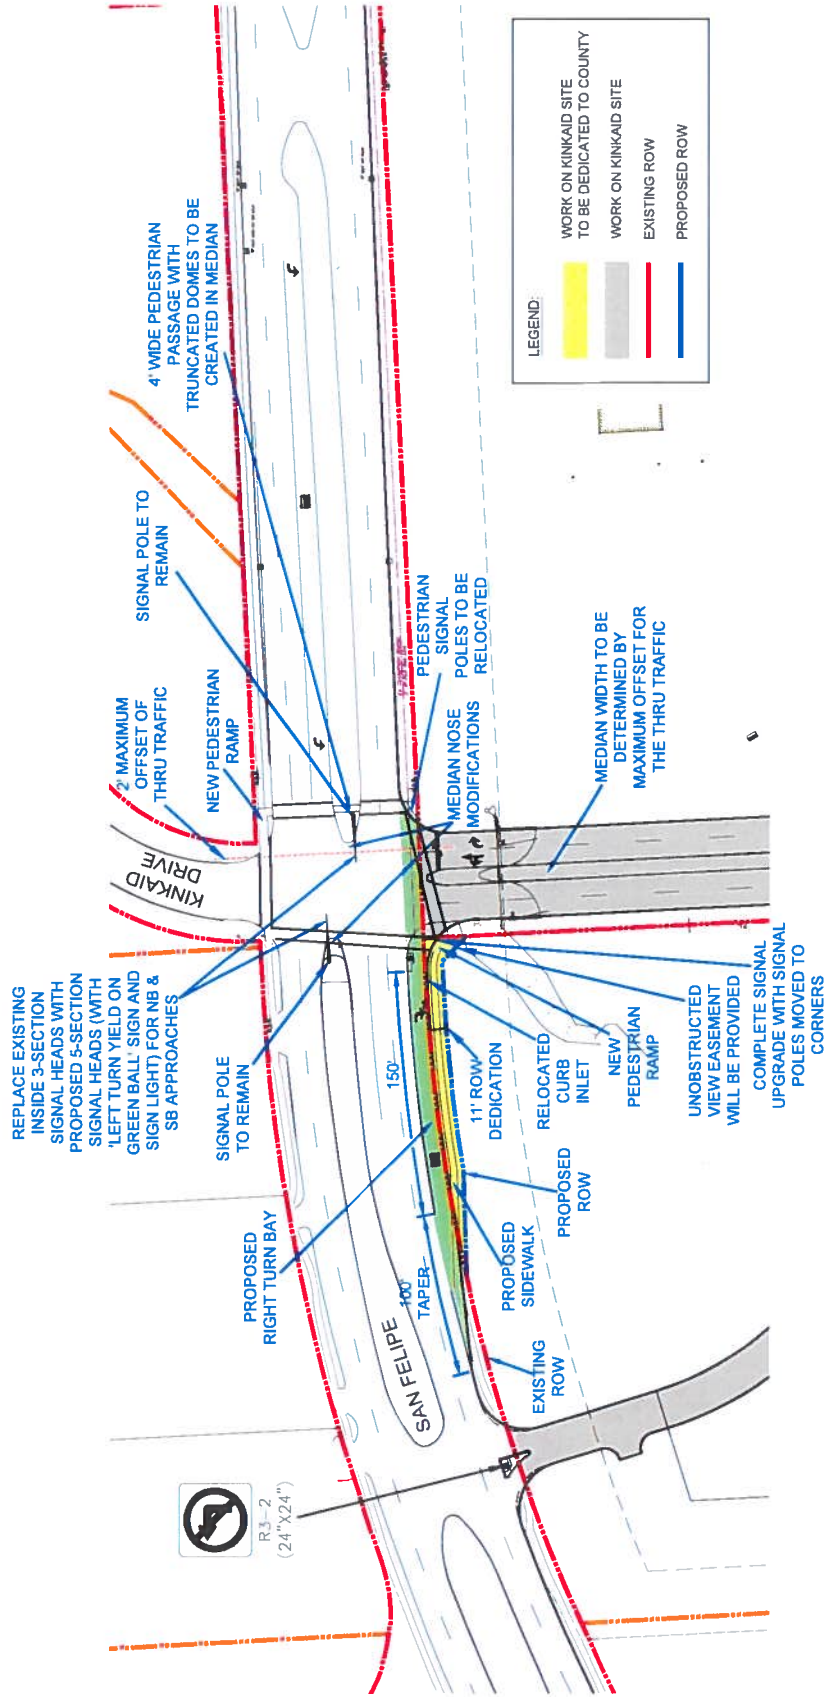 REPLACE EXISTING
INSIDE 3-SECTION
SIGNAL HEADS WITH
PROPOSED 5-SECTION
SIGNAL HEADS (WITH
'LEFT TURN YIELD ON
GREEN BALL' SIGN AND
SIGN LIGHT) FOR NB &
SB APPROACHES
2' MAXIMUM
OFFSET OF
THRU TRAFFIC
KINKAID
DRIVE
NEW PEDESTRIAN
RAMP
SIGNAL POLE TO
REMAIN
4' WIDE PEDESTRIAN
PASSAGE WITH
TRUNCATED DOMES TO BE
CREATED IN MEDIAN
SIGNAL POLE
TO REMAIN
PROPOSED
RIGHT TURN BAY
R3-2
(24"X24")
SAN FELIPE
100'
TAPER
150'
EXISTING
ROW
PROPOSED
SIDEWALK
PROPOSED
ROW
11' ROW
DEDICATION
RELOCATED
CURB
INLET
NEW
PEDESTRIAN
RAMP
UNOBSTRUCTED
VIEW EASEMENT
WILL BE PROVIDED
COMPLETE SIGNAL
UPGRADE WITH SIGNAL
POLES MOVED TO
CORNERS
MEDIAN NOSE
MODIFICATIONS
PEDESTRIAN
SIGNAL
POLES TO BE
RELOCATED
MEDIAN WIDTH TO BE
DETERMINED BY
MAXIMUM OFFSET FOR
THE THRU TRAFFIC
LEGEND:
WORK ON KINKAID SITE
TO BE DEDICATED TO COUNTY
WORK ON KINKAID SITE
EXISTING ROW
PROPOSED ROW